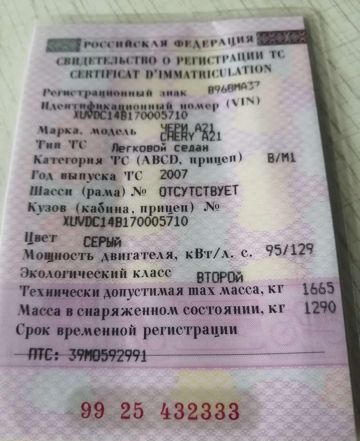 РОССИЙСКАЯ ФЕДЕРАЦИЯ
СВИДЕТЕЛЬСТВО О РЕГИСТРАЦИИ ТС
CERTIFICAT D'IMMATRICULATION
Регистрационный знак В968МА37
Идентификационный номер (VIN)
XUVDC14B170005710
Марка, модель ЧЕРИ А21
CHERY A21
Тип ТС Легковой седан
Категория ТС (ABCD, прицеп) B/M1
Год выпуска ТС 2007
Шасси (рама) № ОТСУТСТВУЕТ
Кузов (кабина, прицеп) №
XUVDC14B170005710
Цвет СЕРЫЙ
Мощность двигателя, кВт/л. с. 95/129
Экологический класс ВТОРОЙ
Технически допустимая max масса, кг 1665
Масса в снаряженном состоянии, кг 1290
Срок временной регистрации
ПТС: 39МО592991
99 25 432333